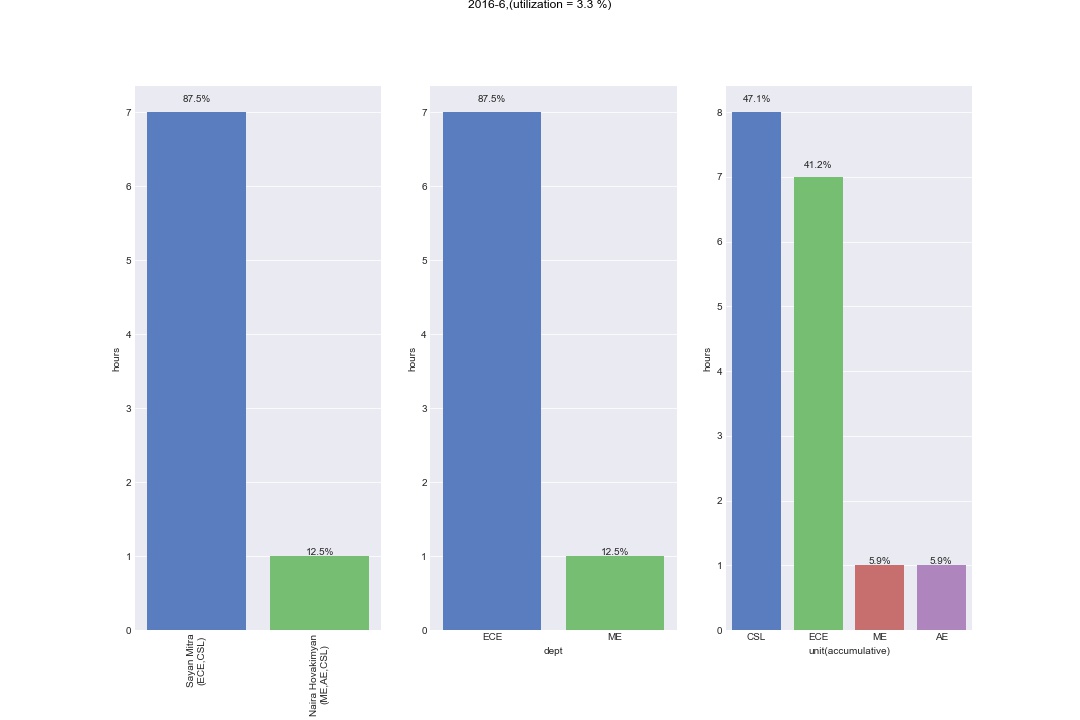 2016-6,(utilization = 3.3 %)
87.5%
12.5%
hours
7
6
5
4
3
2
1
0
Sayan Mitra
(ECE,CSL)
Naira Hovakimyan
(ME,AE,CSL)
87.5%
12.5%
hours
7
6
5
4
3
2
1
0
ECE
ME
dept
47.1%
41.2%
5.9%
5.9%
hours
8
7
6
5
4
3
2
1
0
CSL
ECE
ME
AE
unit(accumulative)